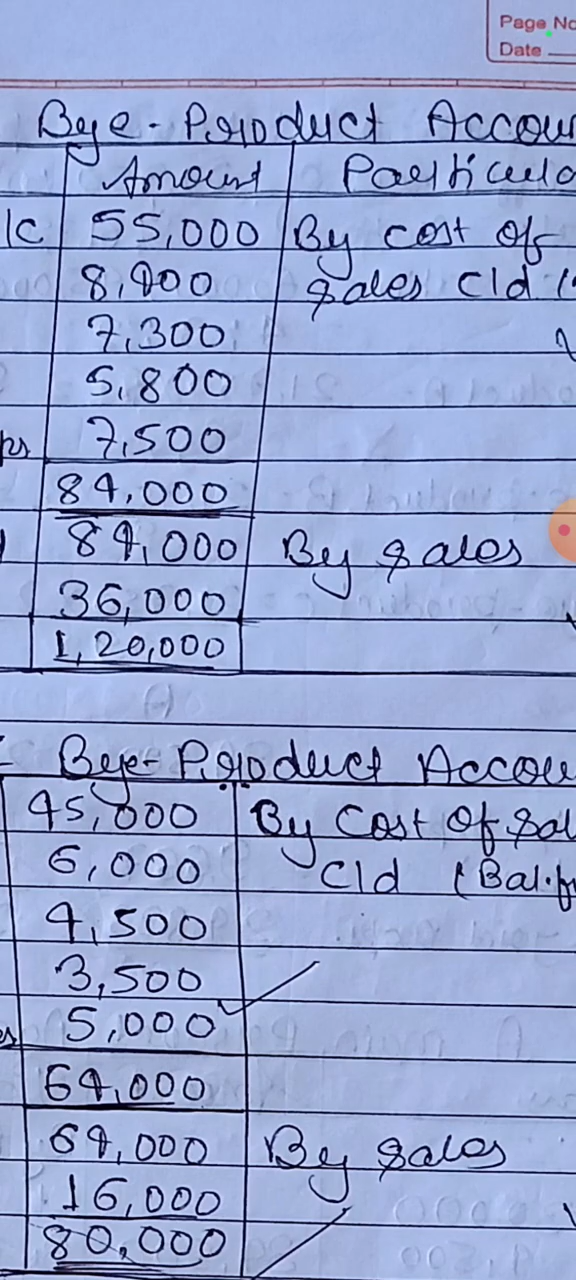 Page No
Date
Bye-Product Accoun
Amount Particula
lc 55,000 By cost of
8,400 sales C/d (
7,300
5,800
7,500
84,000
84,000 By sales
36,000
1,20,000
Bye-Product Accou
45,000 By Cost Of Sal
6,000 C/d (Bal.f
4,500
3,500
5,000
64,000
64,000 By sales
16,000
80,000